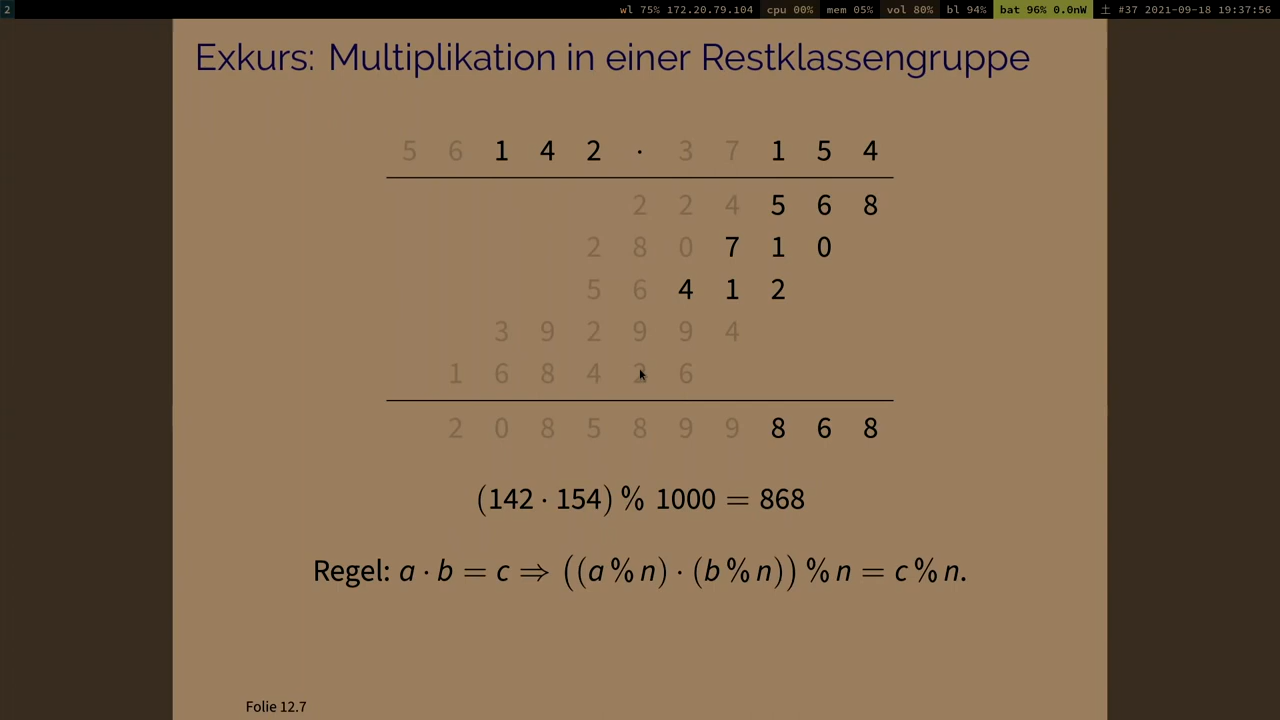 2 wl 75% 172.20.79.104 cpu 00% mem 05% vol 80% bl 94% bat 96% 0.0nW 土 #37 2021-09-18 19:37:56
Exkurs: Multiplikation in einer Restklassengruppe
5 6 1 4 2 · 3 7 1 5 4
2 2 4 5 6 8
2 8 0 7 1 0
5 6 4 1 2
3 9 2 9 9 4
1 6 8 4 2 6
2 0 8 5 8 9 9 8 6 8
(142 · 154) % 1000 = 868
Regel: a · b = c ⇒ ((a % n) · (b % n)) % n = c % n.
Folie 12.7